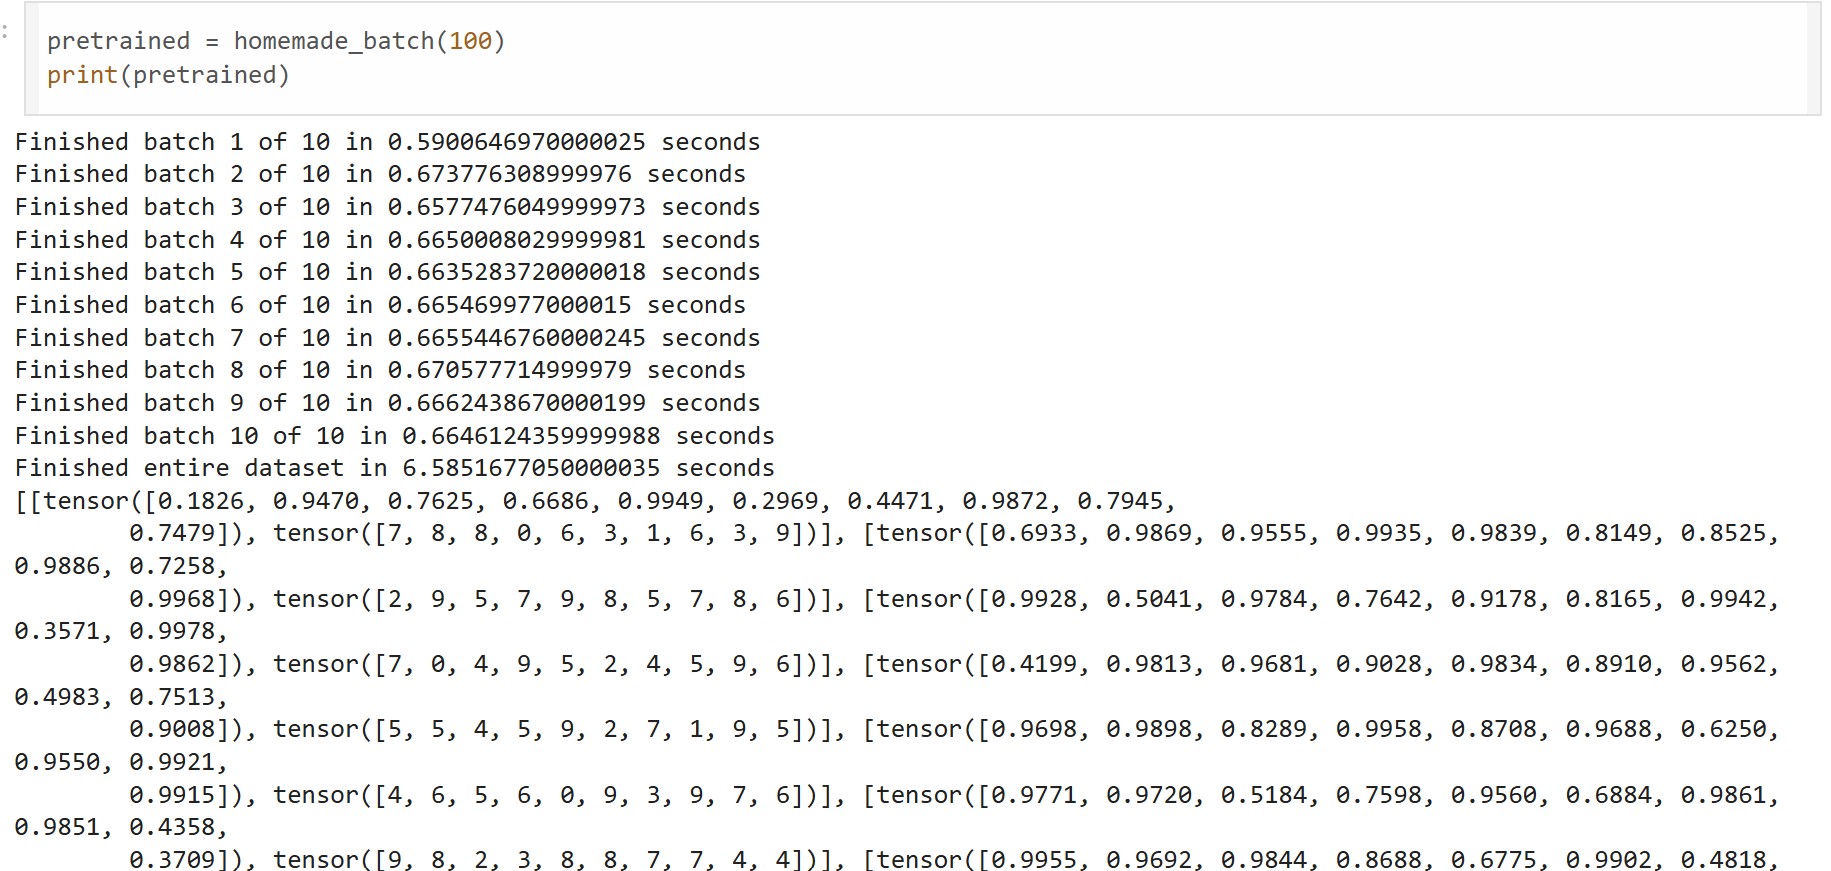 :
pretrained = homemade_batch(100)
print(pretrained)
Finished batch 1 of 10 in 0.5900646970000025 seconds
Finished batch 2 of 10 in 0.673776308999976 seconds
Finished batch 3 of 10 in 0.6577476049999973 seconds
Finished batch 4 of 10 in 0.6650008029999981 seconds
Finished batch 5 of 10 in 0.6635283720000018 seconds
Finished batch 6 of 10 in 0.665469977000015 seconds
Finished batch 7 of 10 in 0.6655446760000245 seconds
Finished batch 8 of 10 in 0.670577714999979 seconds
Finished batch 9 of 10 in 0.6662438670000199 seconds
Finished batch 10 of 10 in 0.6646124359999988 seconds
Finished entire dataset in 6.5851677050000035 seconds
[[tensor([0.1826, 0.9470, 0.7625, 0.6686, 0.9949, 0.2969, 0.4471, 0.9872, 0.7945,
        0.7479]), tensor([7, 8, 8, 0, 6, 3, 1, 6, 3, 9])], [tensor([0.6933, 0.9869, 0.9555, 0.9935, 0.9839, 0.8149, 0.8525,
0.9886, 0.7258,
        0.9968]), tensor([2, 9, 5, 7, 9, 8, 5, 7, 8, 6])], [tensor([0.9928, 0.5041, 0.9784, 0.7642, 0.9178, 0.8165, 0.9942,
0.3571, 0.9978,
        0.9862]), tensor([7, 0, 4, 9, 5, 2, 4, 5, 9, 6])], [tensor([0.4199, 0.9813, 0.9681, 0.9028, 0.9834, 0.8910, 0.9562,
0.4983, 0.7513,
        0.9008]), tensor([5, 5, 4, 5, 9, 2, 7, 1, 9, 5])], [tensor([0.9698, 0.9898, 0.8289, 0.9958, 0.8708, 0.9688, 0.6250,
0.9550, 0.9921,
        0.9915]), tensor([4, 6, 5, 6, 0, 9, 3, 9, 7, 6])], [tensor([0.9771, 0.9720, 0.5184, 0.7598, 0.9560, 0.6884, 0.9861,
0.9851, 0.4358,
        0.3709]), tensor([9, 8, 2, 3, 8, 8, 7, 7, 4, 4])], [tensor([0.9955, 0.9692, 0.9844, 0.8688, 0.6775, 0.9902, 0.4818,